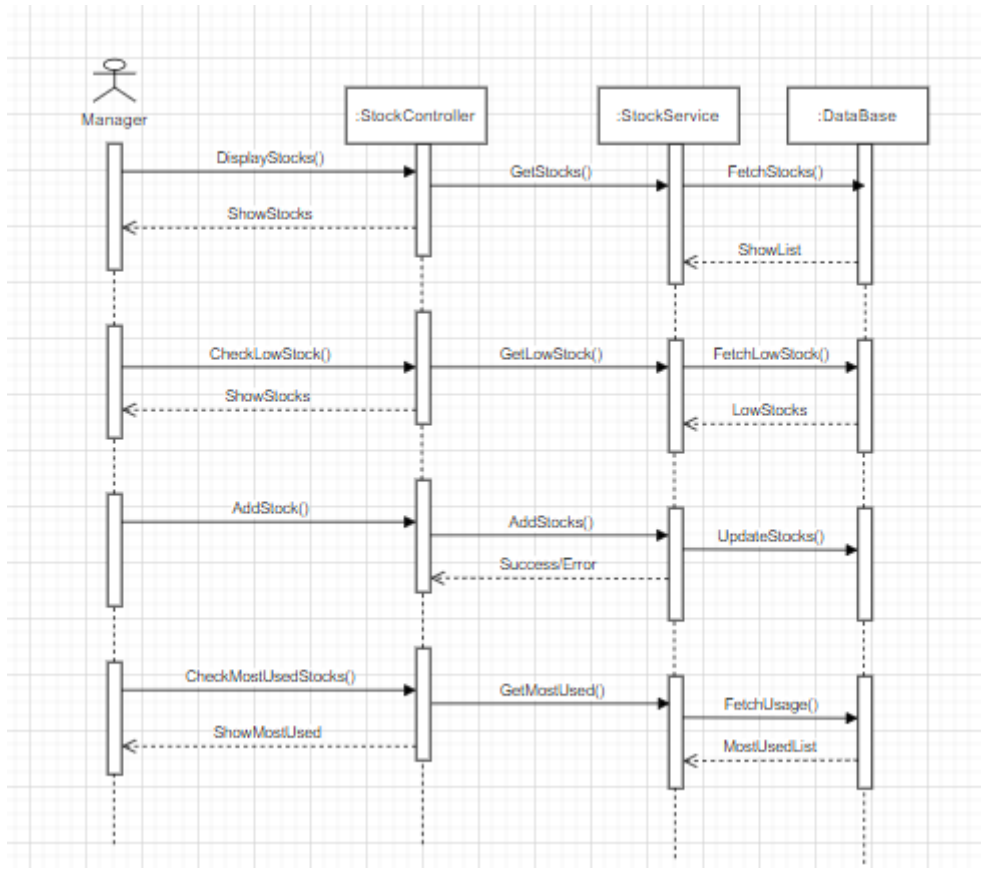 Manager
:StockController
:StockService
:DataBase
DisplayStocks()
GetStocks()
FetchStocks()
ShowStocks
ShowList
CheckLowStock()
GetLowStock()
FetchLowStock()
ShowStocks
LowStocks
AddStock()
AddStocks()
UpdateStocks()
Success/Error
CheckMostUsedStocks()
GetMostUsed()
FetchUsage()
ShowMostUsed
MostUsedList